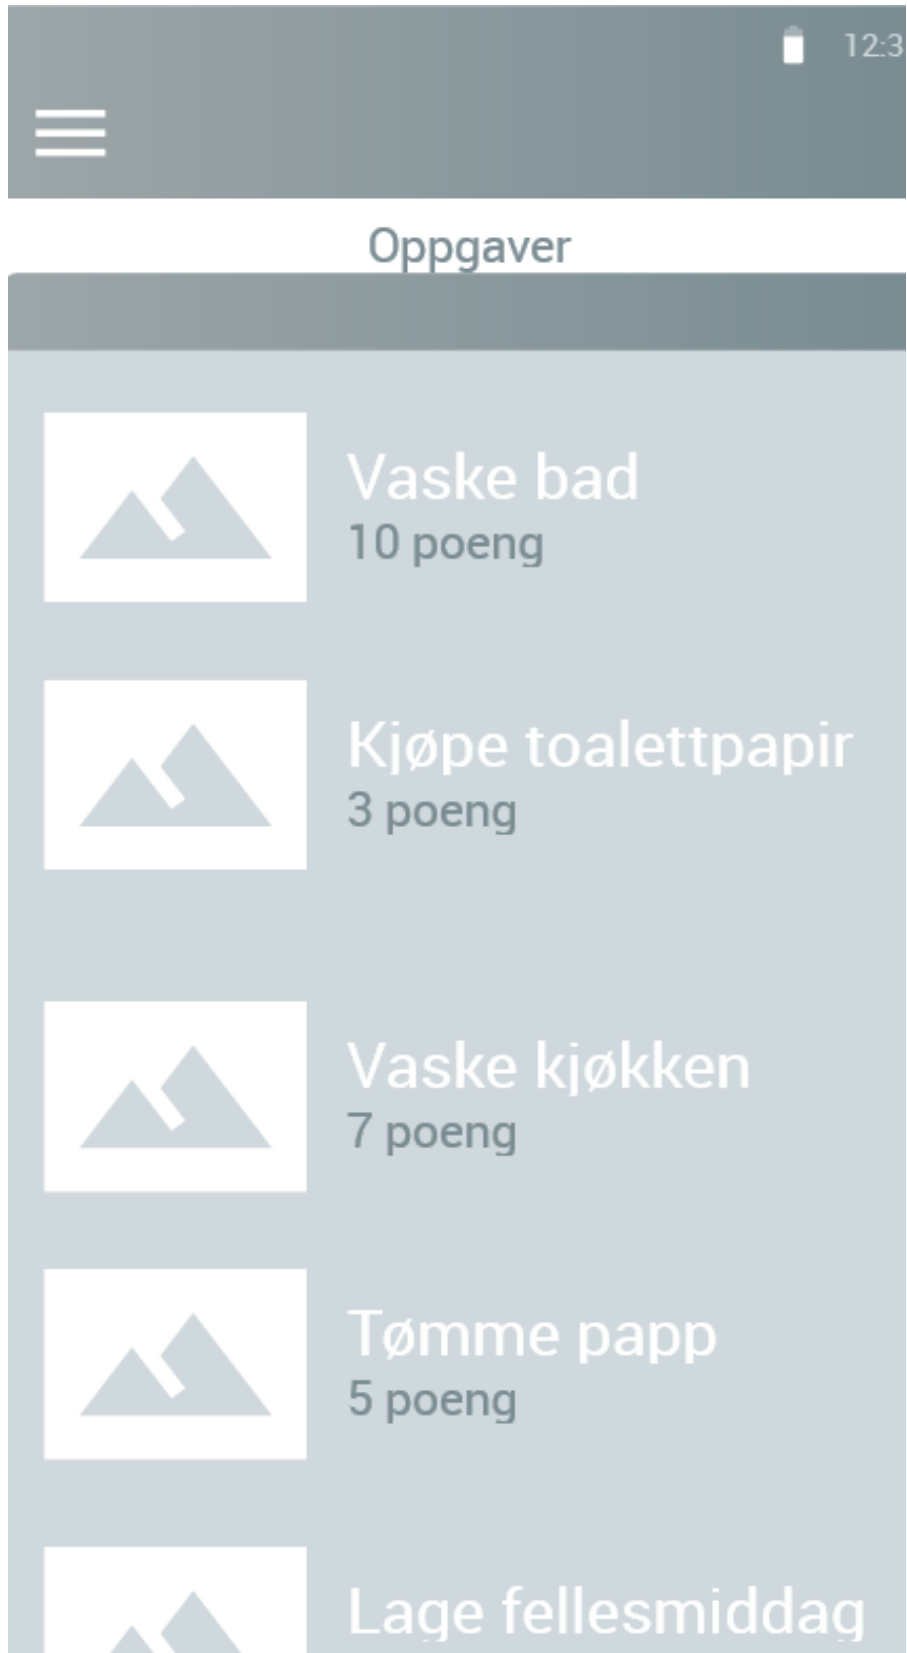 12:3
Oppgaver
Vaske bad
10 poeng
Kjøpe toalettpapir
3 poeng
Vaske kjøkken
7 poeng
Tømme papp
5 poeng
Lage fellesmiddag